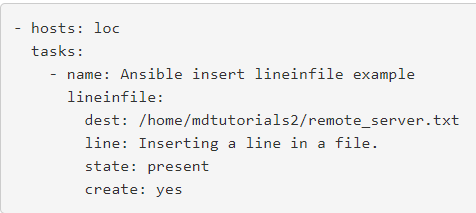 - hosts: loc
  tasks:
    - name: Ansible insert lineinfile example
      lineinfile:
        dest: /home/mdtutorials2/remote_server.txt
        line: Inserting a line in a file.
        state: present
        create: yes